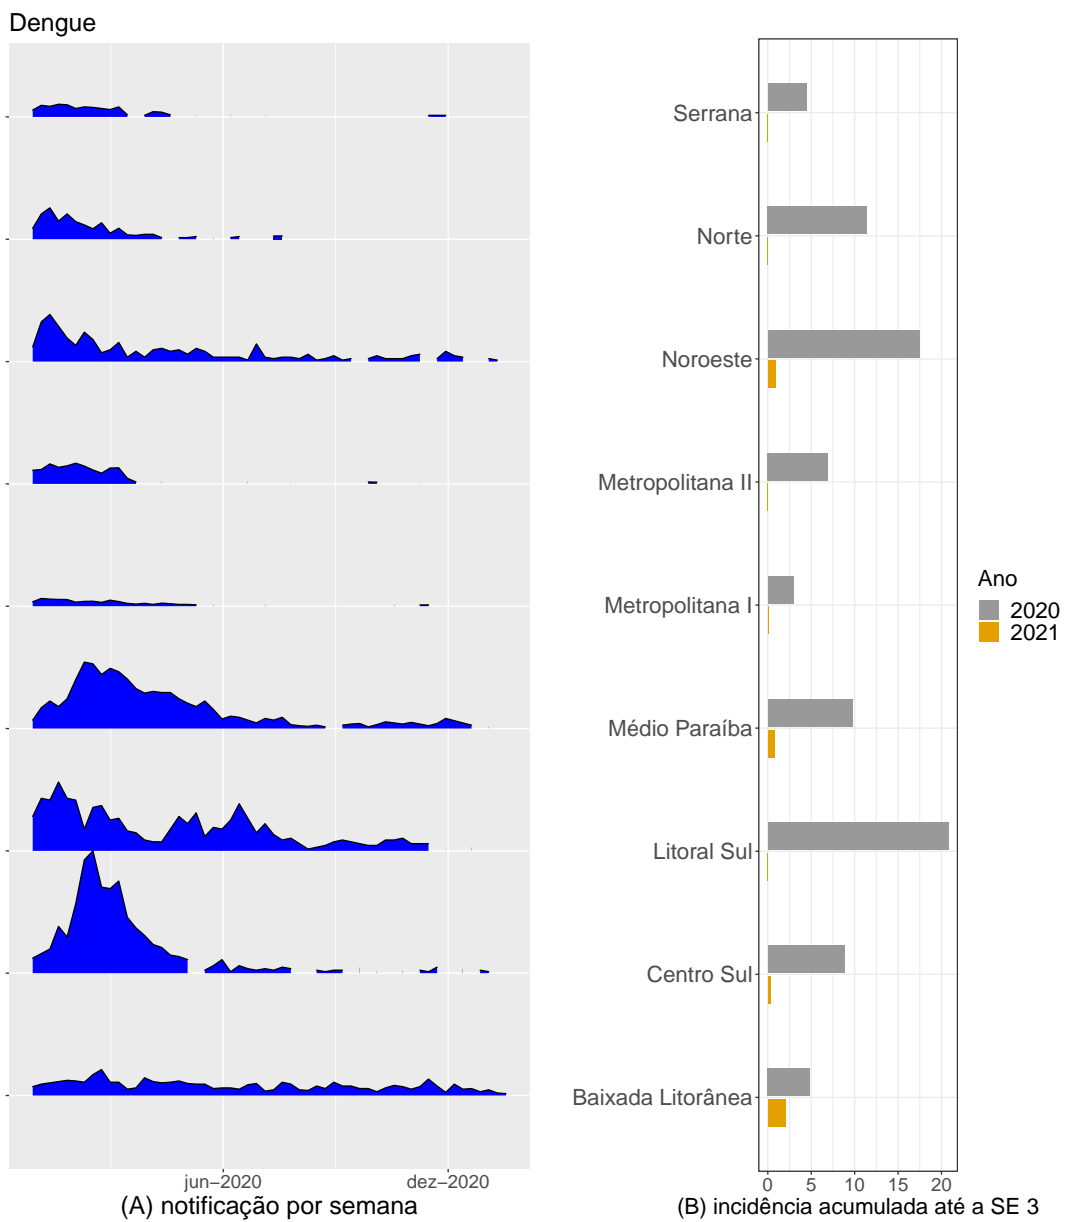 Dengue
Serrana
Norte
Noroeste
Metropolitana II
Metropolitana I
Médio Paraíba
Litoral Sul
Centro Sul
Baixada Litorânea
Ano
2020
2021
jun–2020 dez–2020
(A) notificação por semana
0 5 10 15 20
(B) incidência acumulada até a SE 3